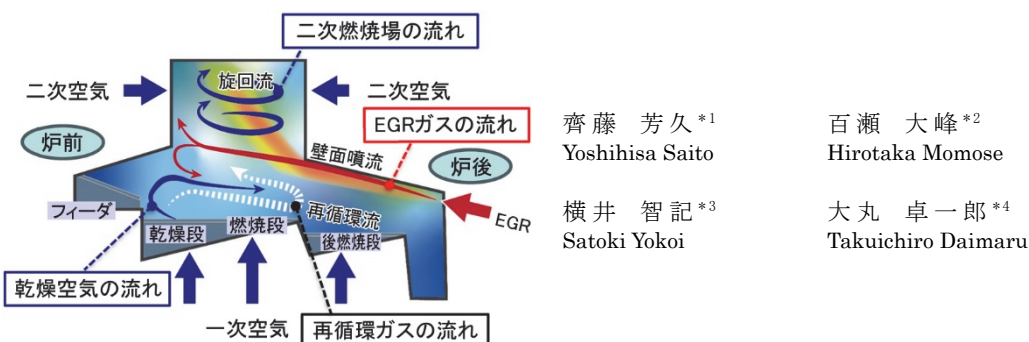 二次燃焼場の流れ
旋回流
二次空気
二次空気
EGRガスの流れ
炉前
壁面噴流
炉後
フィーダ
乾燥段
燃焼段
再循環流
後燃焼段
EGR
乾燥空気の流れ
一次空気
再循環ガスの流れ
齊藤 芳久*1
百瀬 大峰*2
Yoshihisa Saito
Hirotaka Momose
横井 智記*3
大丸 卓一郎*4
Satoki Yokoi
Takuichiro Daimaru